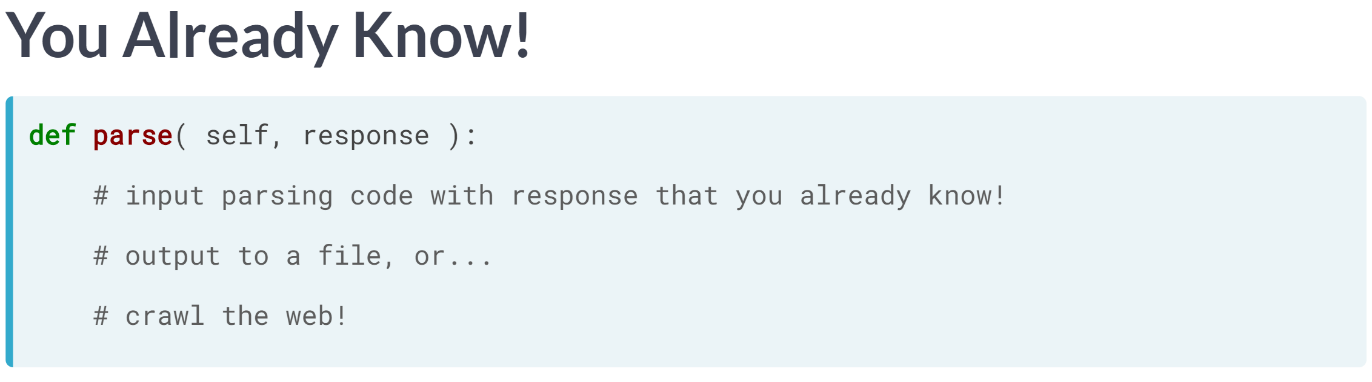 You Already Know!
def parse( self, response ):
# input parsing code with response that you already know!
# output to a file, or...
# crawl the web!